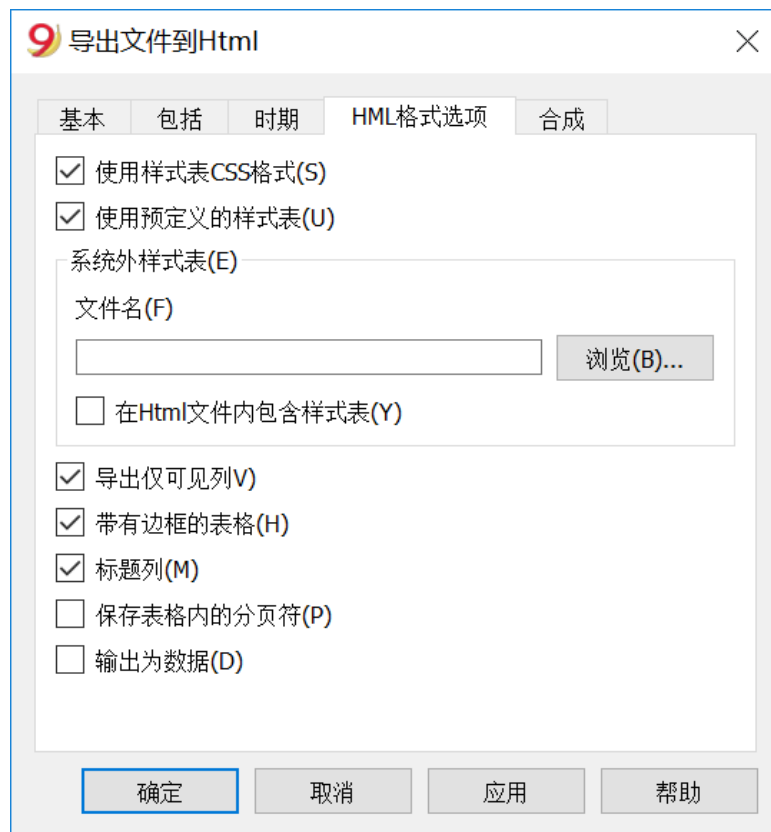 9 导出文件到Html
基本 包括 时期 HML格式选项 合成
使用样式表CSS格式(S)
使用预定义的样式表(U)
系统外样式表(E)
文件名(F)
浏览(B)...
在Html文件内包含样式表(Y)
导出仅可见列V)
带有边框的表格(H)
标题列(M)
保存表格内的分页符(P)
输出为数据(D)
确定 取消 应用 帮助